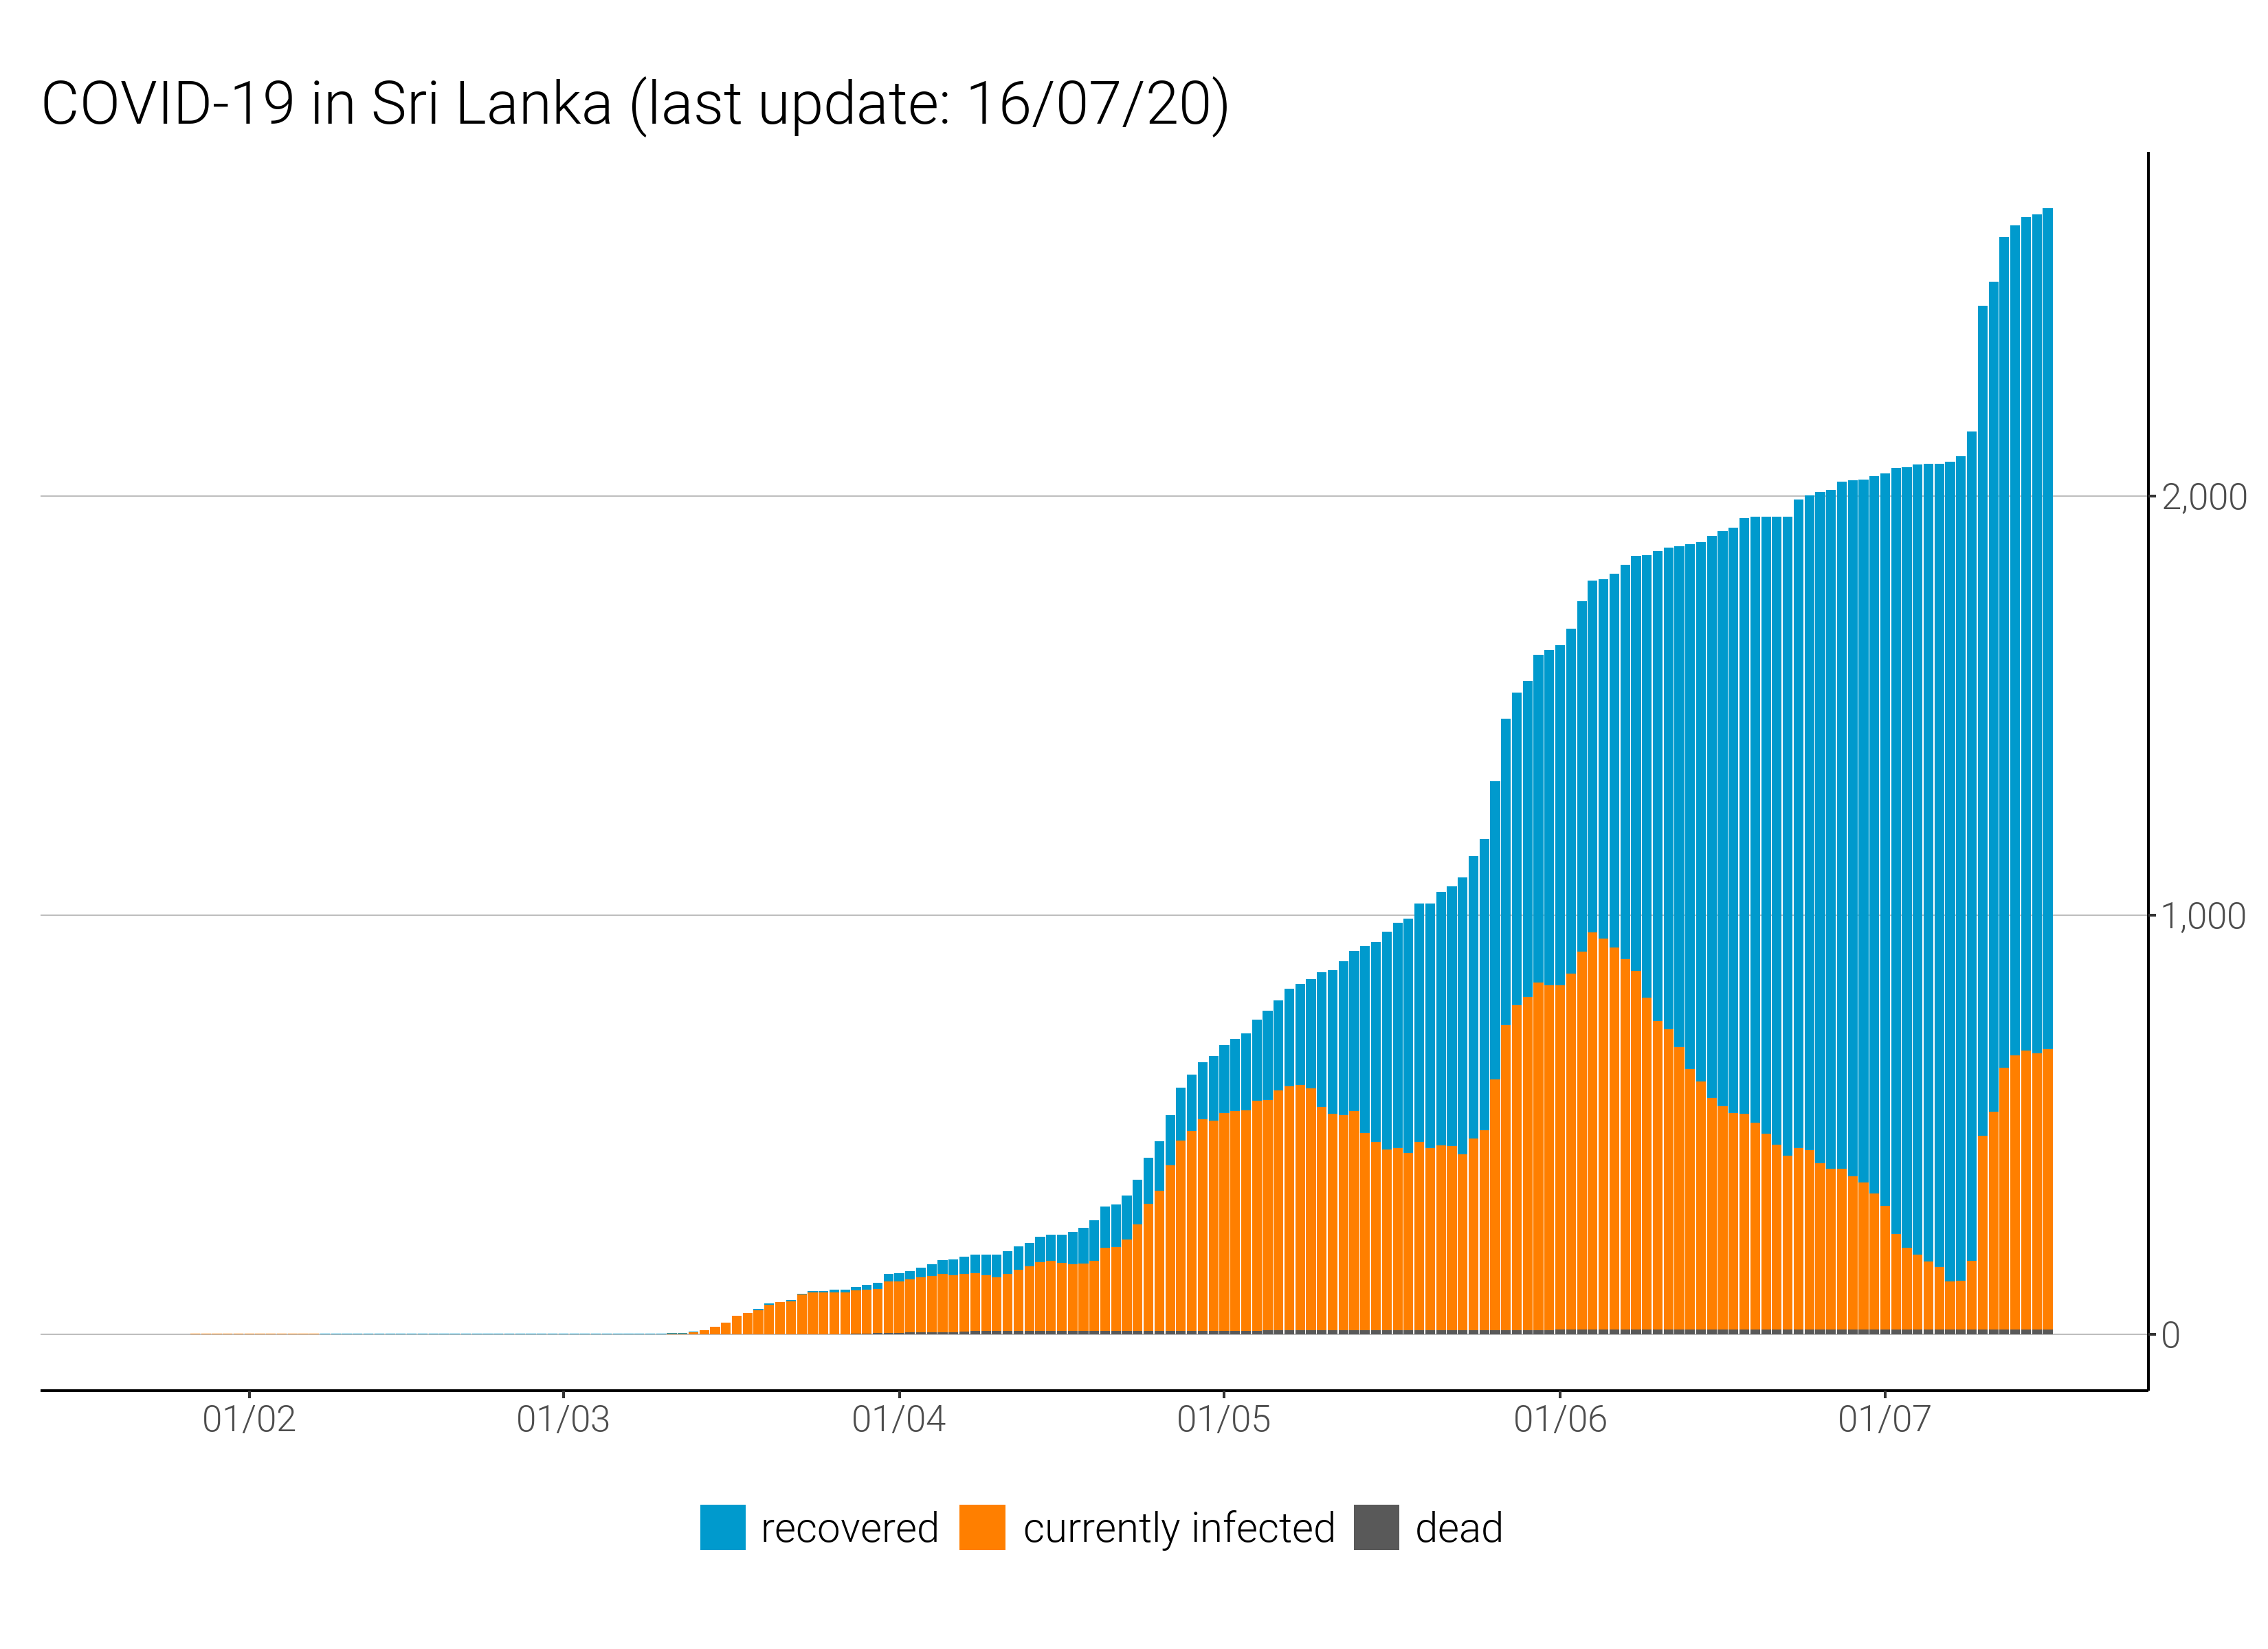 COVID-19 in Sri Lanka (last update: 16/07/20)
2,000
1,000
0
01/02 01/03 01/04 01/05 01/06 01/07
recovered currently infected dead